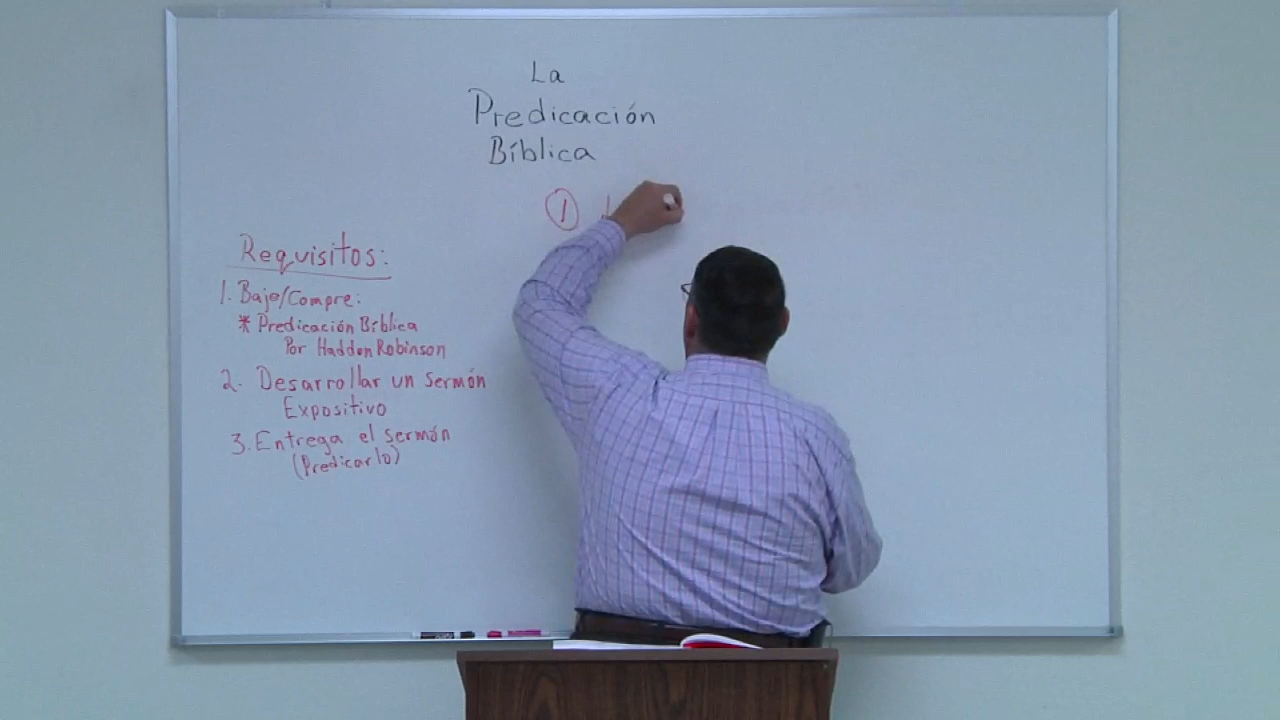 La
Predicación
Bíblica
1
Requisitos:
1. Baje/Compre:
* Predicación Bíblica
Por Haddon Robinson
2. Desarrollar un sermón
Expositivo
3. Entrega el sermón
(Predicarlo)